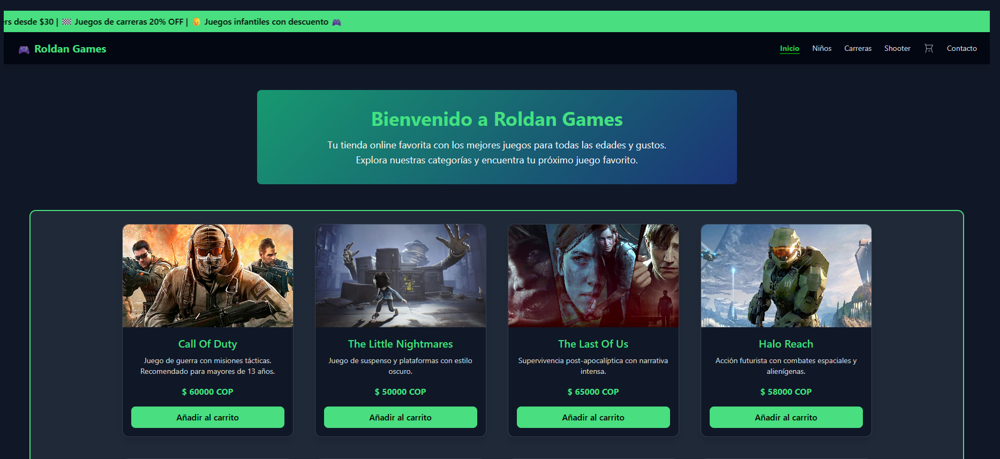 desde $30 | 🏁 Juegos de carreras 20% OFF | 👶 Juegos infantiles con descuento 🎮
🎮 Roldan Games
Inicio Niños Carreras Shooter Contacto
Bienvenido a Roldan Games
Tu tienda online favorita con los mejores juegos para todas las edades y gustos.
Explora nuestras categorías y encuentra tu próximo juego favorito.
Call Of Duty
Juego de guerra con misiones tácticas.
Recomendado para mayores de 13 años.
$ 60000 COP
Añadir al carrito
The Little Nightmares
Juego de suspenso y plataformas con estilo
oscuro.
$ 50000 COP
Añadir al carrito
The Last Of Us
Supervivencia post-apocalíptica con narrativa
intensa.
$ 65000 COP
Añadir al carrito
Halo Reach
Acción futurista con combates espaciales y
alienígenas.
$ 58000 COP
Añadir al carrito